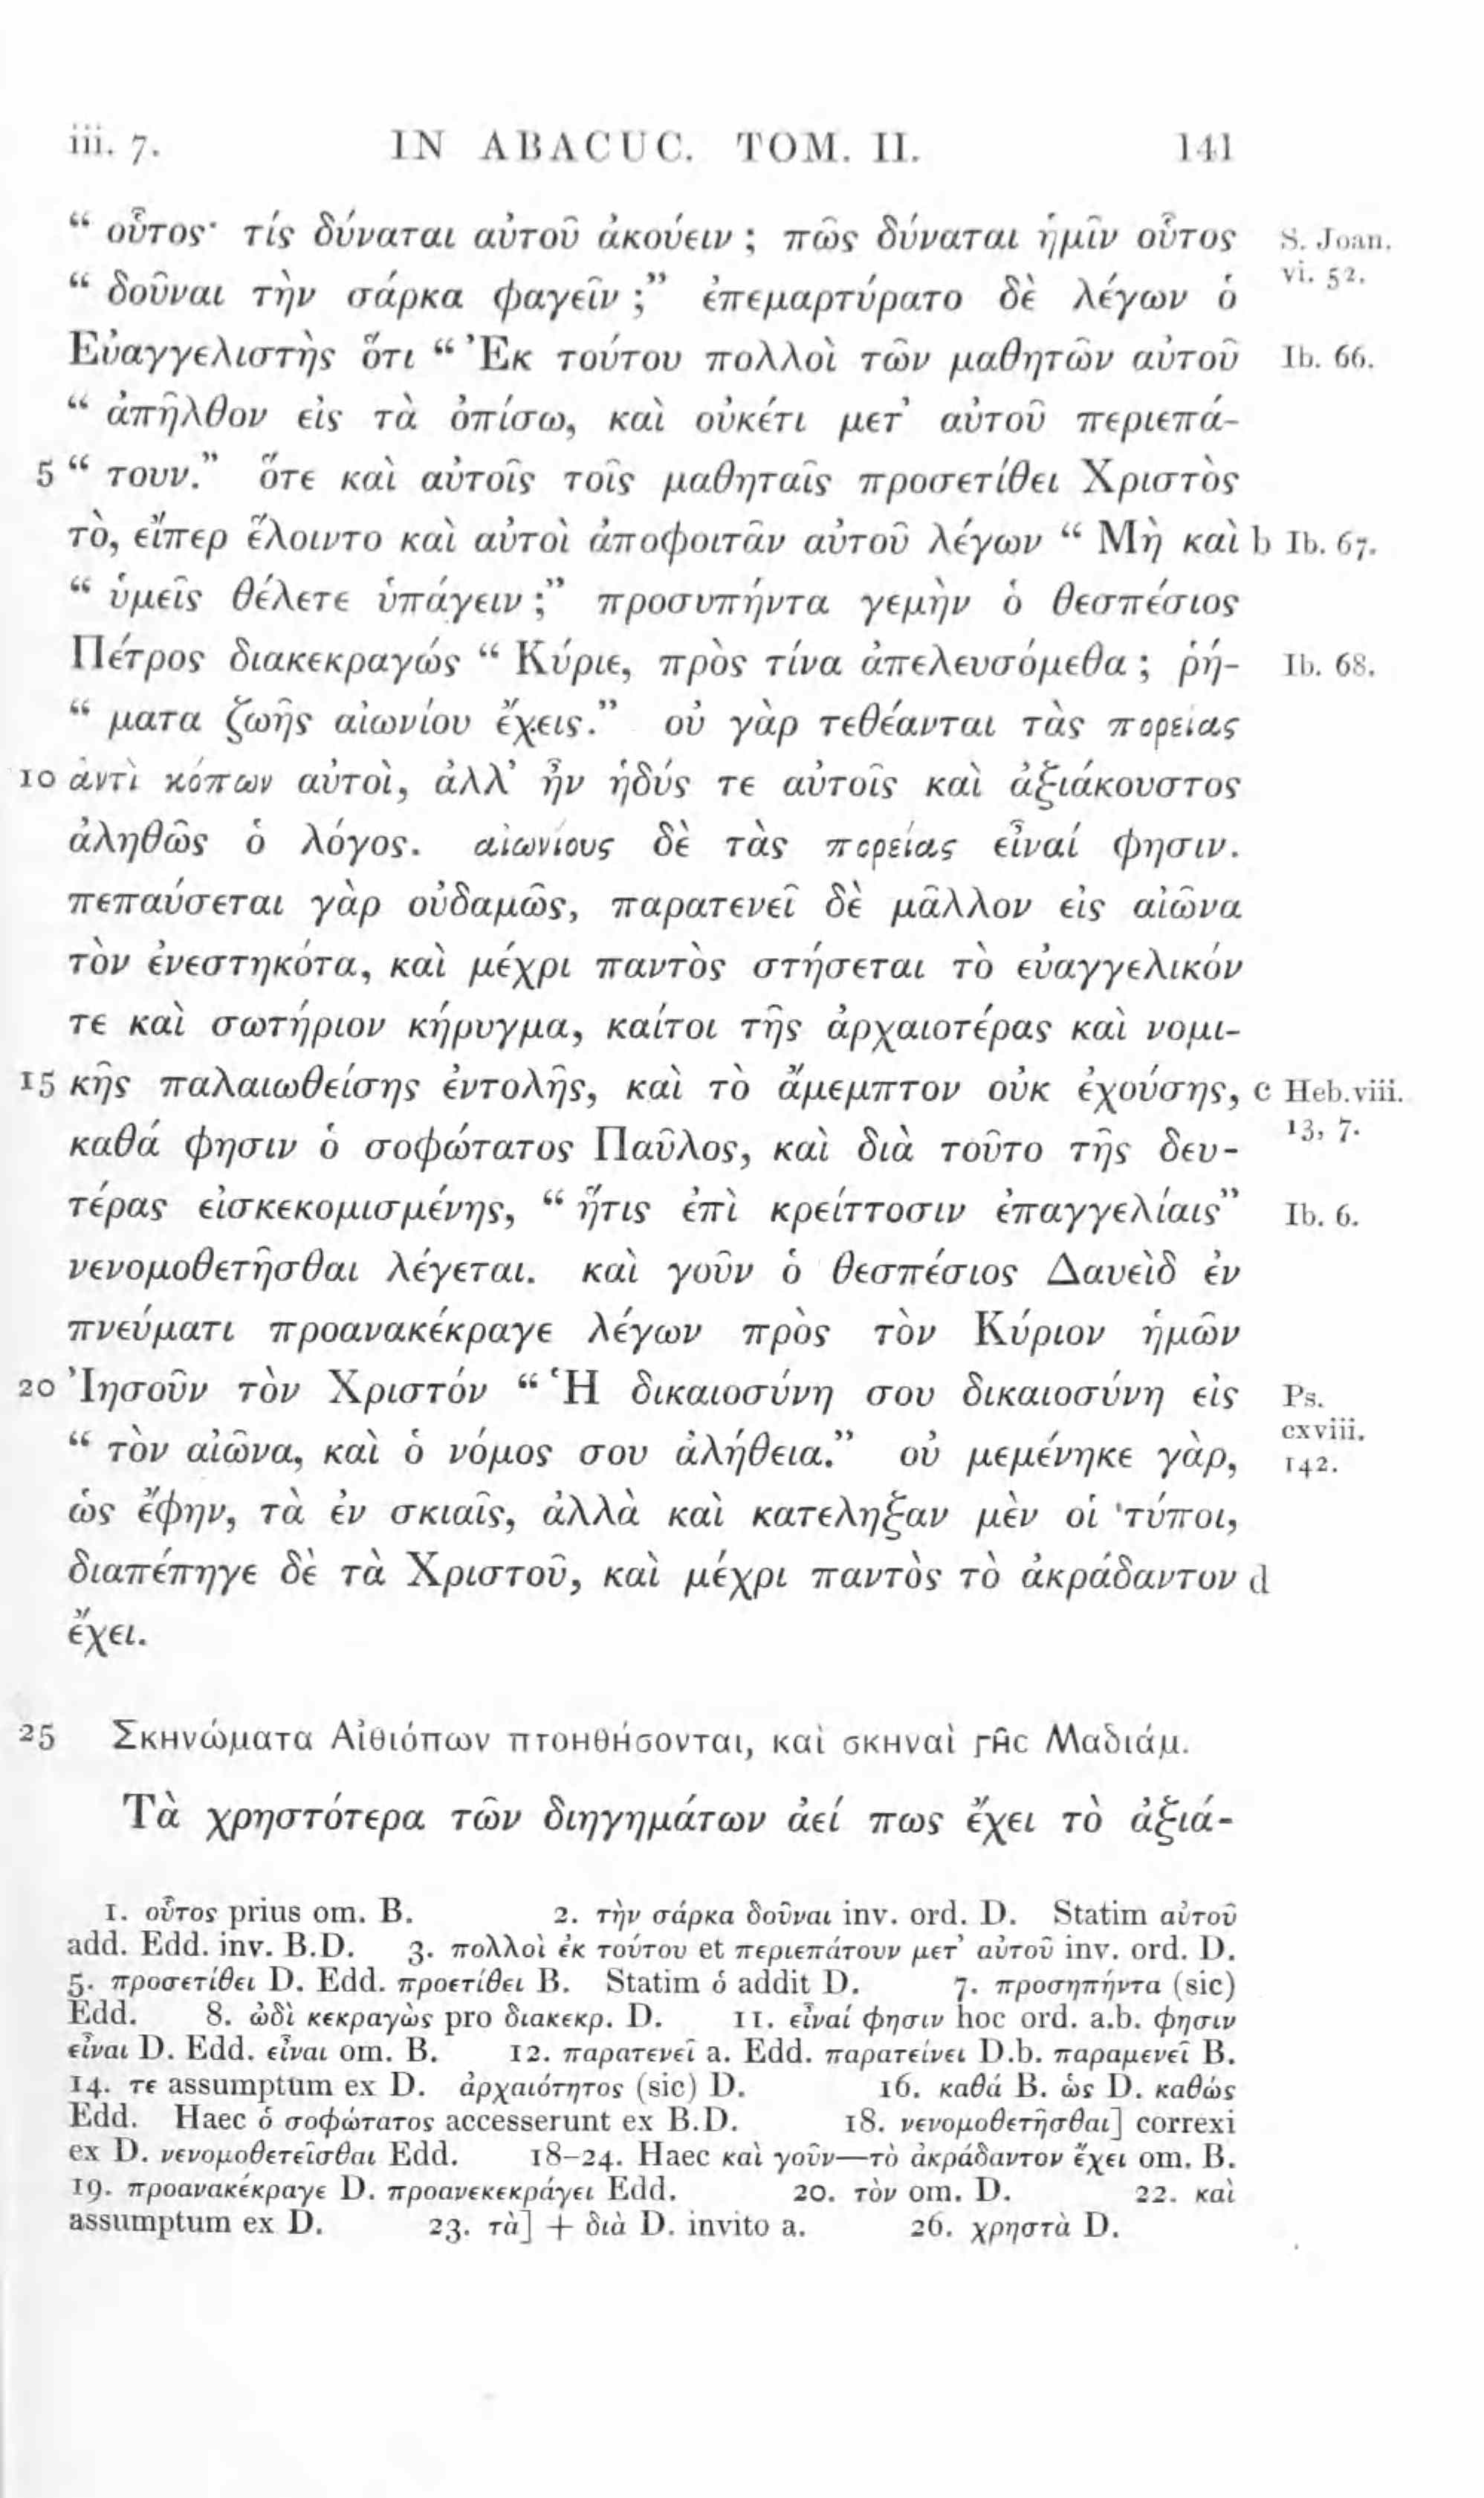 iii. 7. IN ABACUC. TOM. II. 141
“ οὗτος· τίς δύναται αὐτοῦ ἀκούειν ; πῶς δύναται ἡμῖν οὗτος S. Joan. vi. 52.
“ δοῦναι τὴν σάρκα φαγεῖν ;” ἐπεμαρτύρατο δὲ λέγων ὁ
Εὐαγγελιστὴς ὅτι “ Ἐκ τούτου πολλοὶ τῶν μαθητῶν αὐτοῦ Ib. 66.
“ ἀπῆλθον εἰς τὰ ὀπίσω, καὶ οὐκέτι μετ’ αὐτοῦ περιεπά-
5 “ τουν.” ὅτε καὶ αὐτοῖς τοῖς μαθηταῖς προσετίθει Χριστὸς
τὸ, εἴπερ ἕλοιντο καὶ αὐτοὶ ἀποφοιτᾶν αὐτοῦ λέγων “ Μὴ καὶ b Ib. 67.
“ ὑμεῖς θέλετε ὑπάγειν ;” προσυπήντα γεμὴν ὁ θεσπέσιος
Πέτρος διακεκραγώς “ Κύριε, πρὸς τίνα ἀπελευσόμεθα ; ῥή- Ib. 68.
“ ματα ζωῆς αἰωνίου ἔχεις.” οὐ γὰρ τεθέανται τὰς πορείας
10 ἀντὶ κόπων αὐτοὶ, ἀλλ’ ἦν ἡδύς τε αὐτοῖς καὶ ἀξιάκουστος
ἀληθῶς ὁ λόγος. αἰωνίους δὲ τὰς πορείας εἶναί φησιν.
πεπαύσεται γὰρ οὐδαμῶς, παρατενεῖ δὲ μᾶλλον εἰς αἰῶνα
τὸν ἐνεστηκότα, καὶ μέχρι παντὸς στήσεται τὸ εὐαγγελικόν
τε καὶ σωτήριον κήρυγμα, καίτοι τῆς ἀρχαιοτέρας καὶ νομι-
15 κῆς παλαιωθείσης ἐντολῆς, καὶ τὸ ἄμεμπτον οὐκ ἐχούσης, c Heb.viii. 13, 7.
καθά φησιν ὁ σοφώτατος Παῦλος, καὶ διὰ τοῦτο τῆς δευ-
τέρας εἰσκεκομισμένης, “ ἥτις ἐπὶ κρείττοσιν ἐπαγγελίαις” Ib. 6.
νενομοθετῆσθαι λέγεται. καὶ γοῦν ὁ θεσπέσιος Δαυεὶδ ἐν
πνεύματι προανακέκραγε λέγων πρὸς τὸν Κύριον ἡμῶν
20 Ἰησοῦν τὸν Χριστόν “ Ἡ δικαιοσύνη σου δικαιοσύνη εἰς Ps. cxviii. 142.
“ τὸν αἰῶνα, καὶ ὁ νόμος σου ἀλήθεια.” οὐ μεμένηκε γὰρ,
ὡς ἔφην, τὰ ἐν σκιαῖς, ἀλλὰ καὶ κατεληξαν μὲν οἱ τύποι,
διαπέπηγε δὲ τὰ Χριστοῦ, καὶ μέχρι παντὸς τὸ ἀκράδαντον d
ἔχει.
25 Σκηνώματα Αἰθιόπων πτοηθήσονται, καὶ σκηναὶ γῆς Μαδιάμ.
Τὰ χρηστότερα τῶν διηγημάτων ἀεί πως ἔχει τὸ ἀξιά-
1. οὗτος prius om. B. 2. τὴν σάρκα δοῦναι inv. ord. D. Statim αὐτοῦ
add. Edd. inv. B.D. 3. πολλοὶ ἐκ τούτου et περιεπάτουν μετ’ αὐτοῦ inv. ord. D.
5. προσετίθει D. Edd. προετίθει B. Statim ὁ addit D. 7. προσηπήντα (sic)
Edd. 8. ὡδὶ κεκραγὼς pro διακεκρ. D. 11. εἶναί φησιν hoc ord. a.b. φησιν
εἶναι D. Edd. εἶναι om. B. 12. παρατενεῖ a. Edd. παρατείνει D.b. παραμενεῖ B.
14. τε assumptum ex D. ἀρχαιότητος (sic) D. 16. καθά B. ὡς D. καθώς
Edd. Haec ὁ σοφώτατος accesserunt ex B.D. 18. νενομοθετῆσθαι] correxi
ex D. νενομοθετεῖσθαι Edd. 18–24. Haec καὶ γοῦν—τὸ ἀκράδαντον ἔχει om. B.
19. προανακέκραγε D. προανεκεκράγει Edd. 20. τὸν om. D. 22. καὶ
assumptum ex D. 23. τὰ] + διὰ D. invito a. 26. χρηστὰ D.